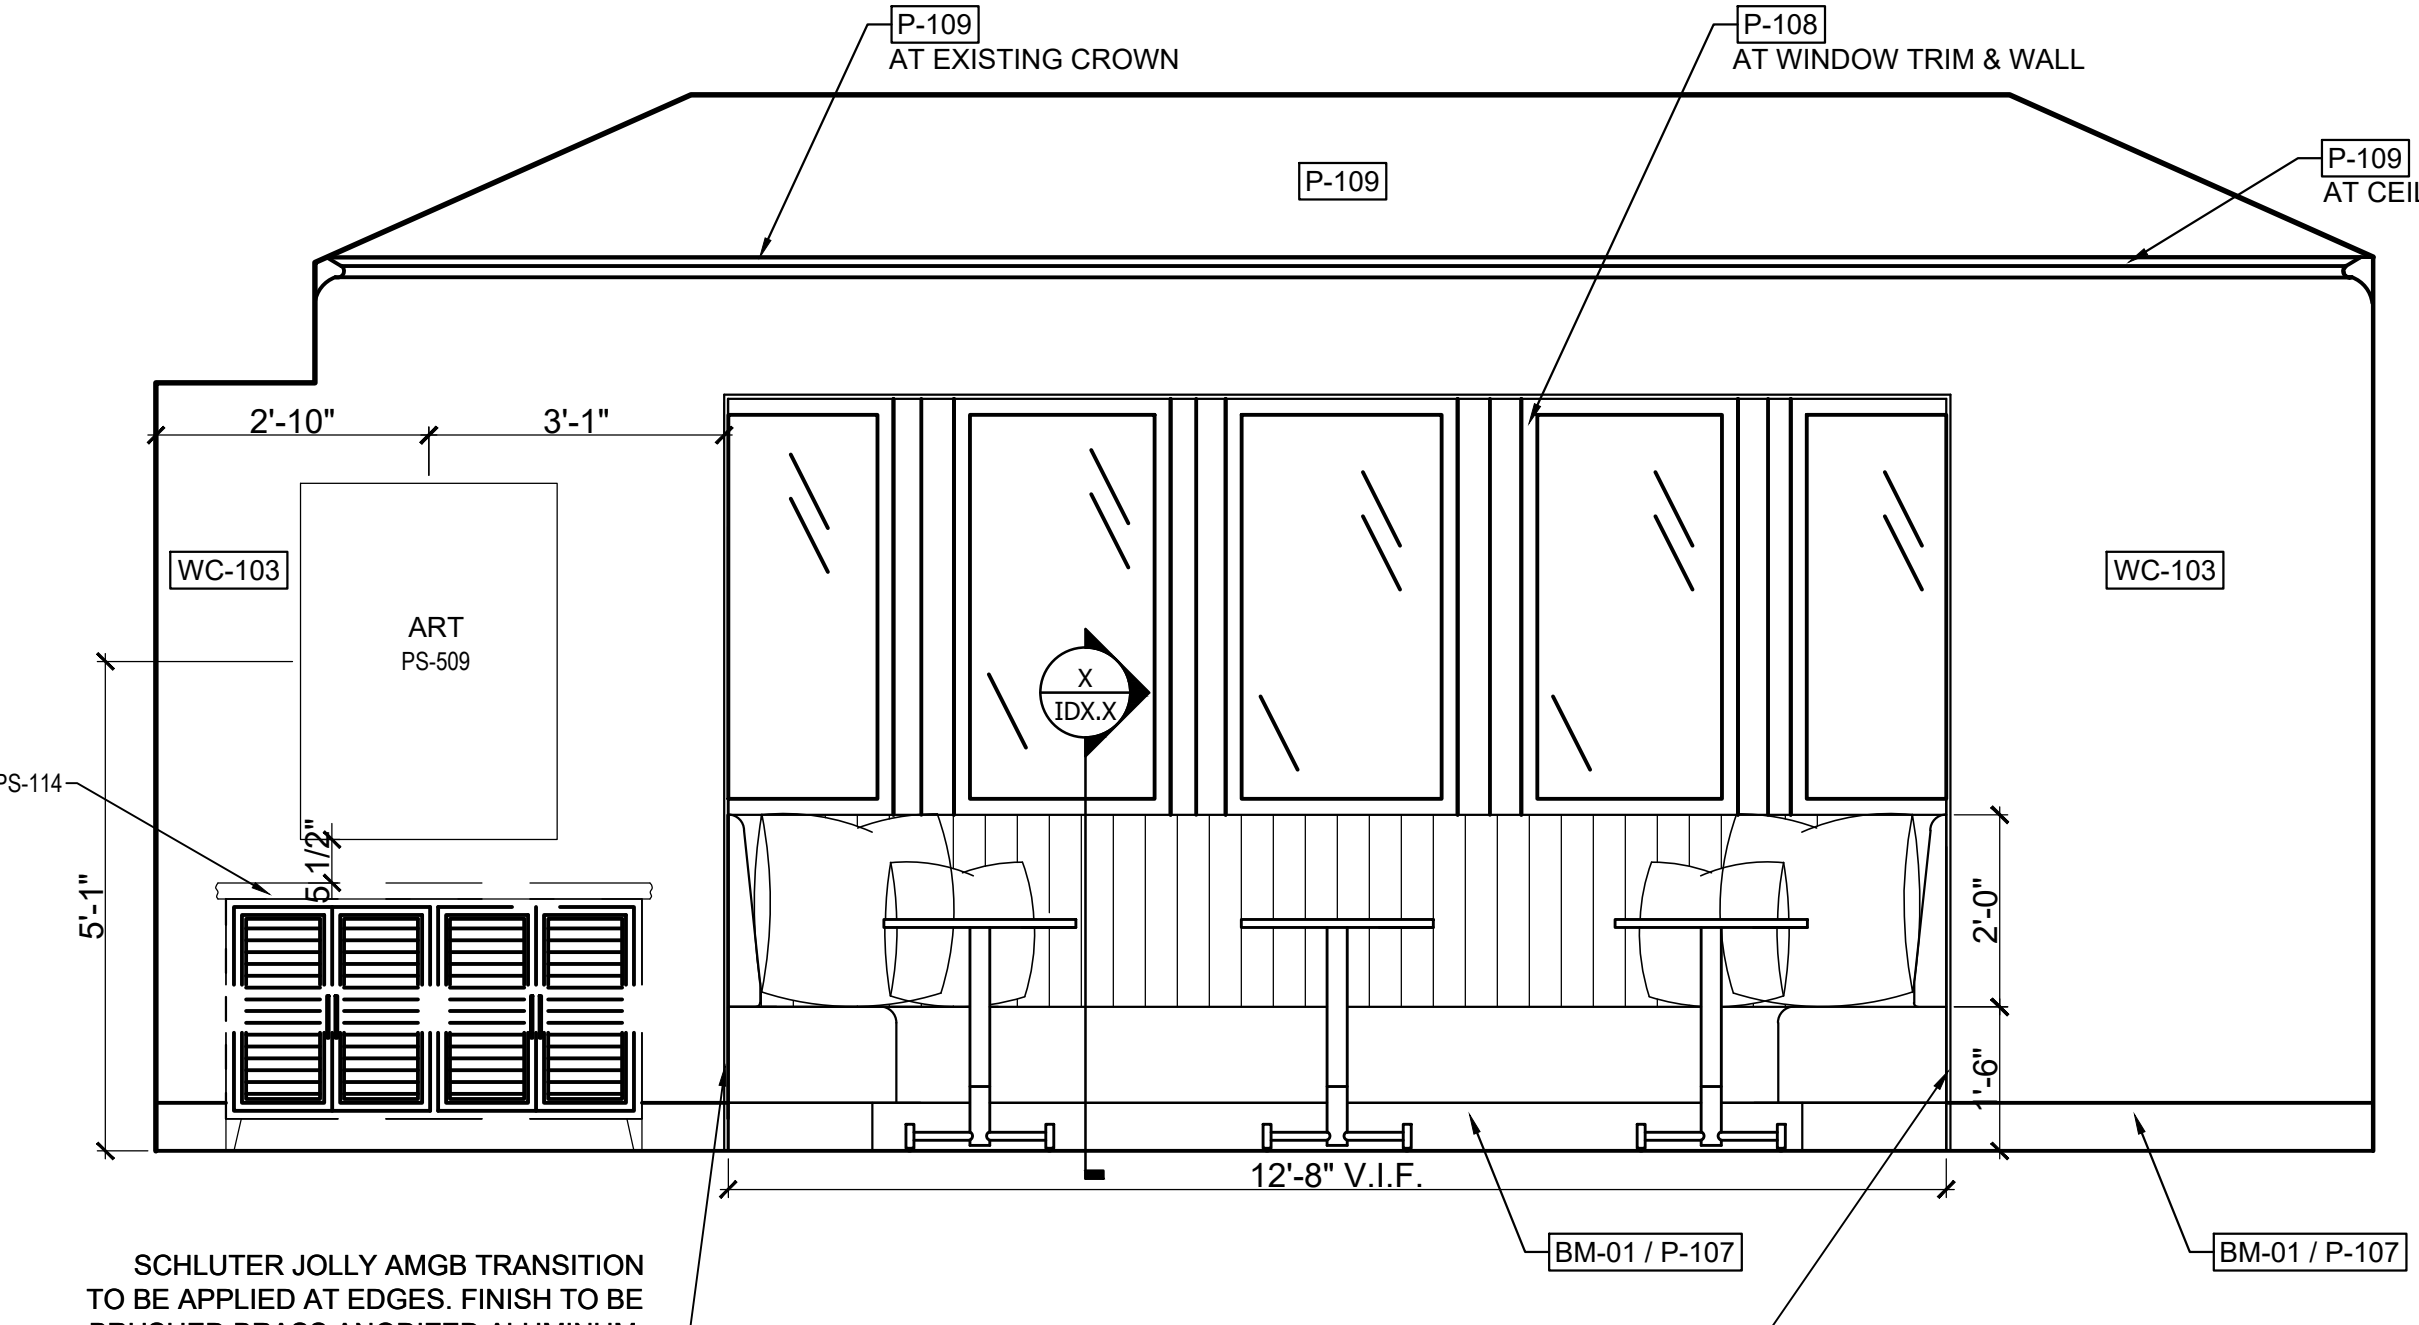 P-109
AT EXISTING CROWN
P-108
AT WINDOW TRIM & WALL
P-109
P-109
AT CEIL
2'-10"
3'-1"
WC-103
ART
PS-509
WC-103
X
IDX.X
PS-114
5 1/2"
5'-1"
2'-0"
1'-6"
12'-8" V.I.F.
BM-01 / P-107
BM-01 / P-107
SCHLUTER JOLLY AMGB TRANSITION
TO BE APPLIED AT EDGES. FINISH TO BE